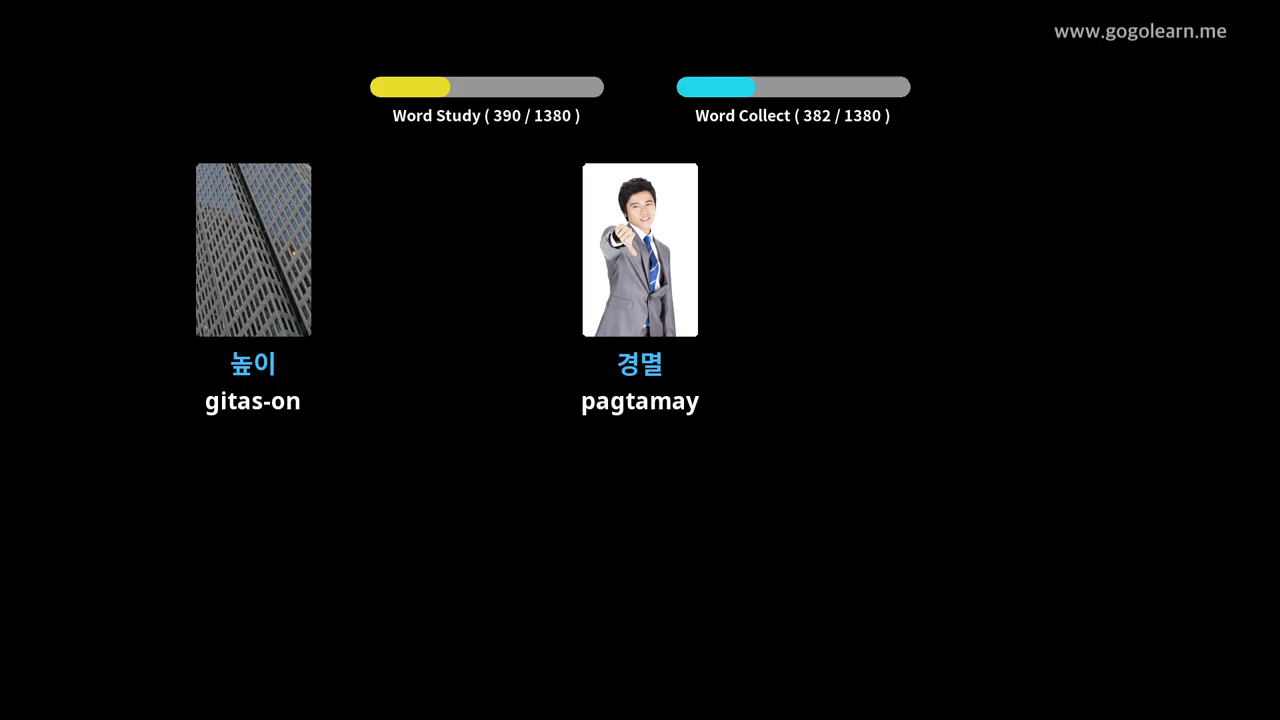 www.gogolearn.me
Word Study ( 390 / 1380 )
Word Collect ( 382 / 1380 )
높이
gitas-on
경멸
pagtamay